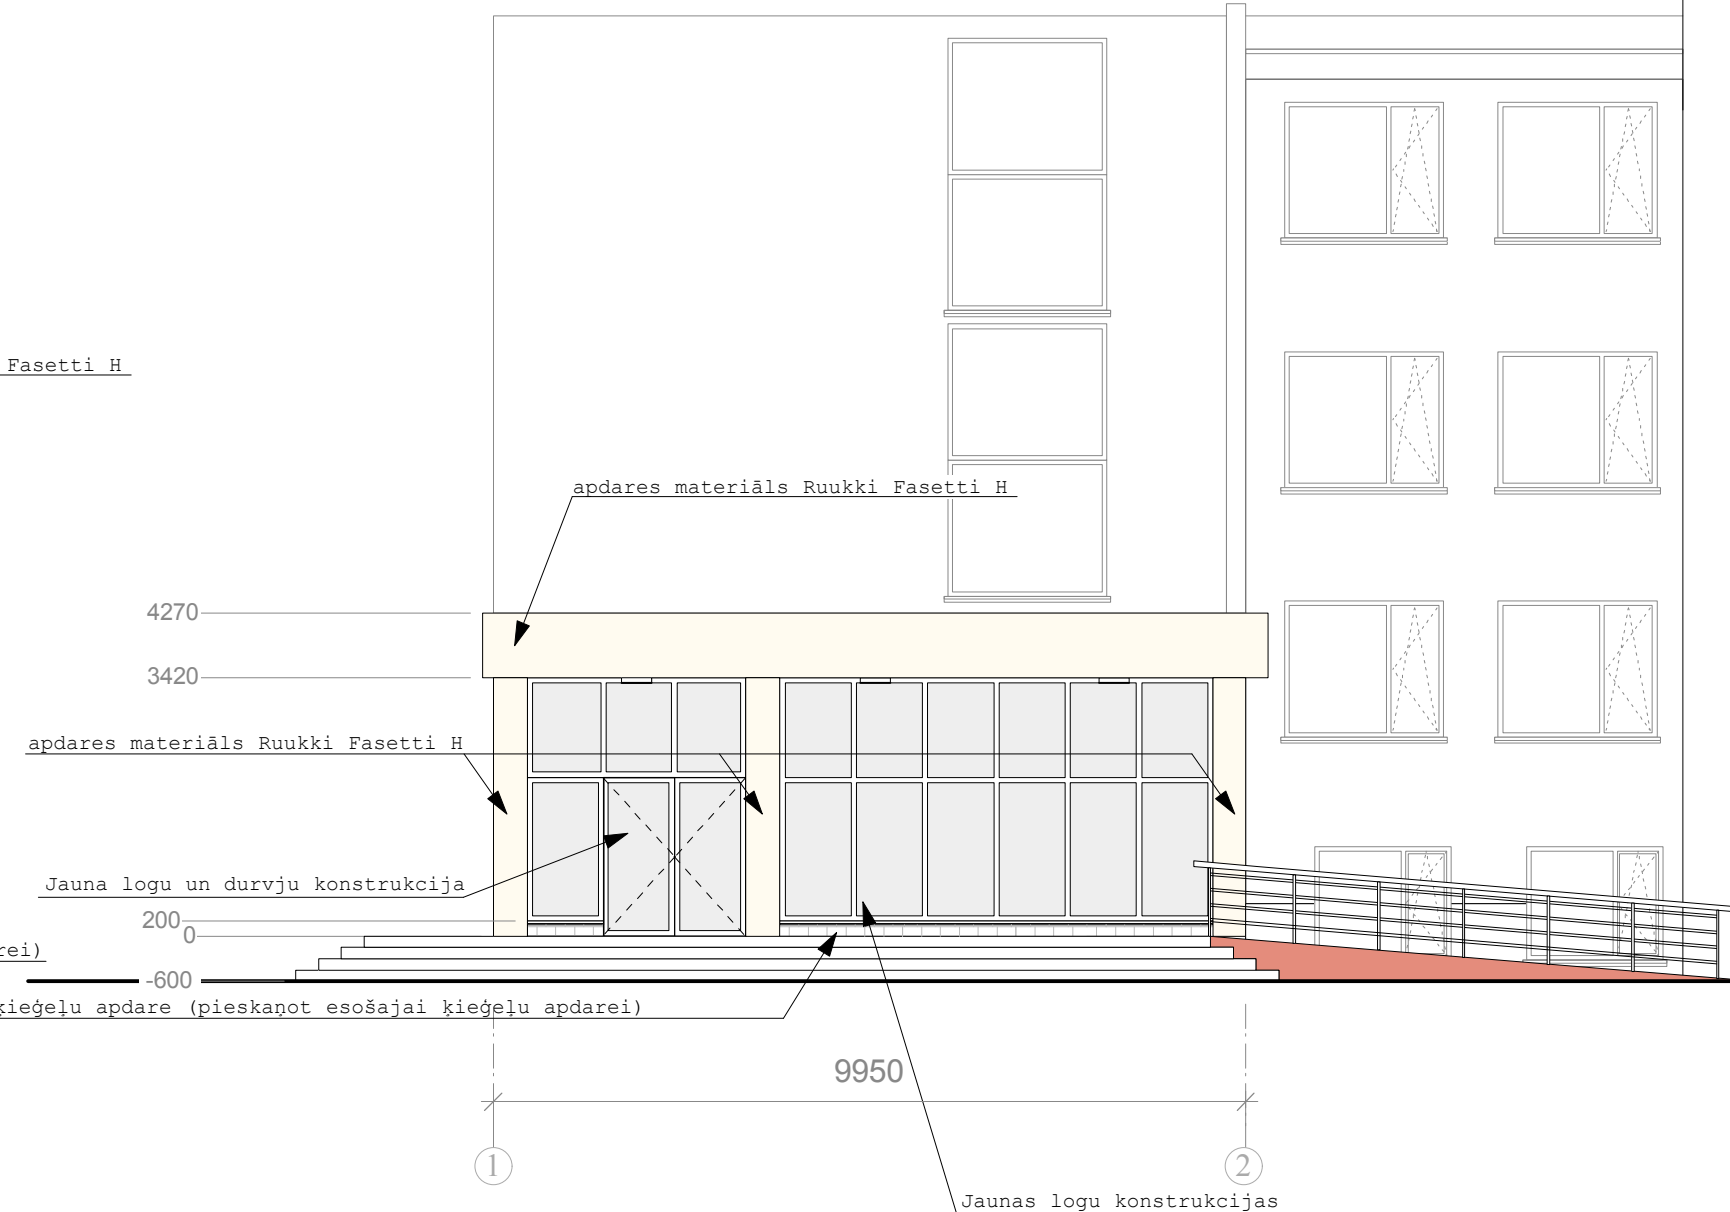 Fasetti H
apdares materiāls Ruukki Fasetti H
4270
3420
apdares materiāls Ruukki Fasetti H
Jauna logu un durvju konstrukcija
200
0
rei)
-600
ķieģeļu apdare (pieskaņot esošajai ķieģeļu apdarei)
9950
1
2
Jaunas logu konstrukcijas